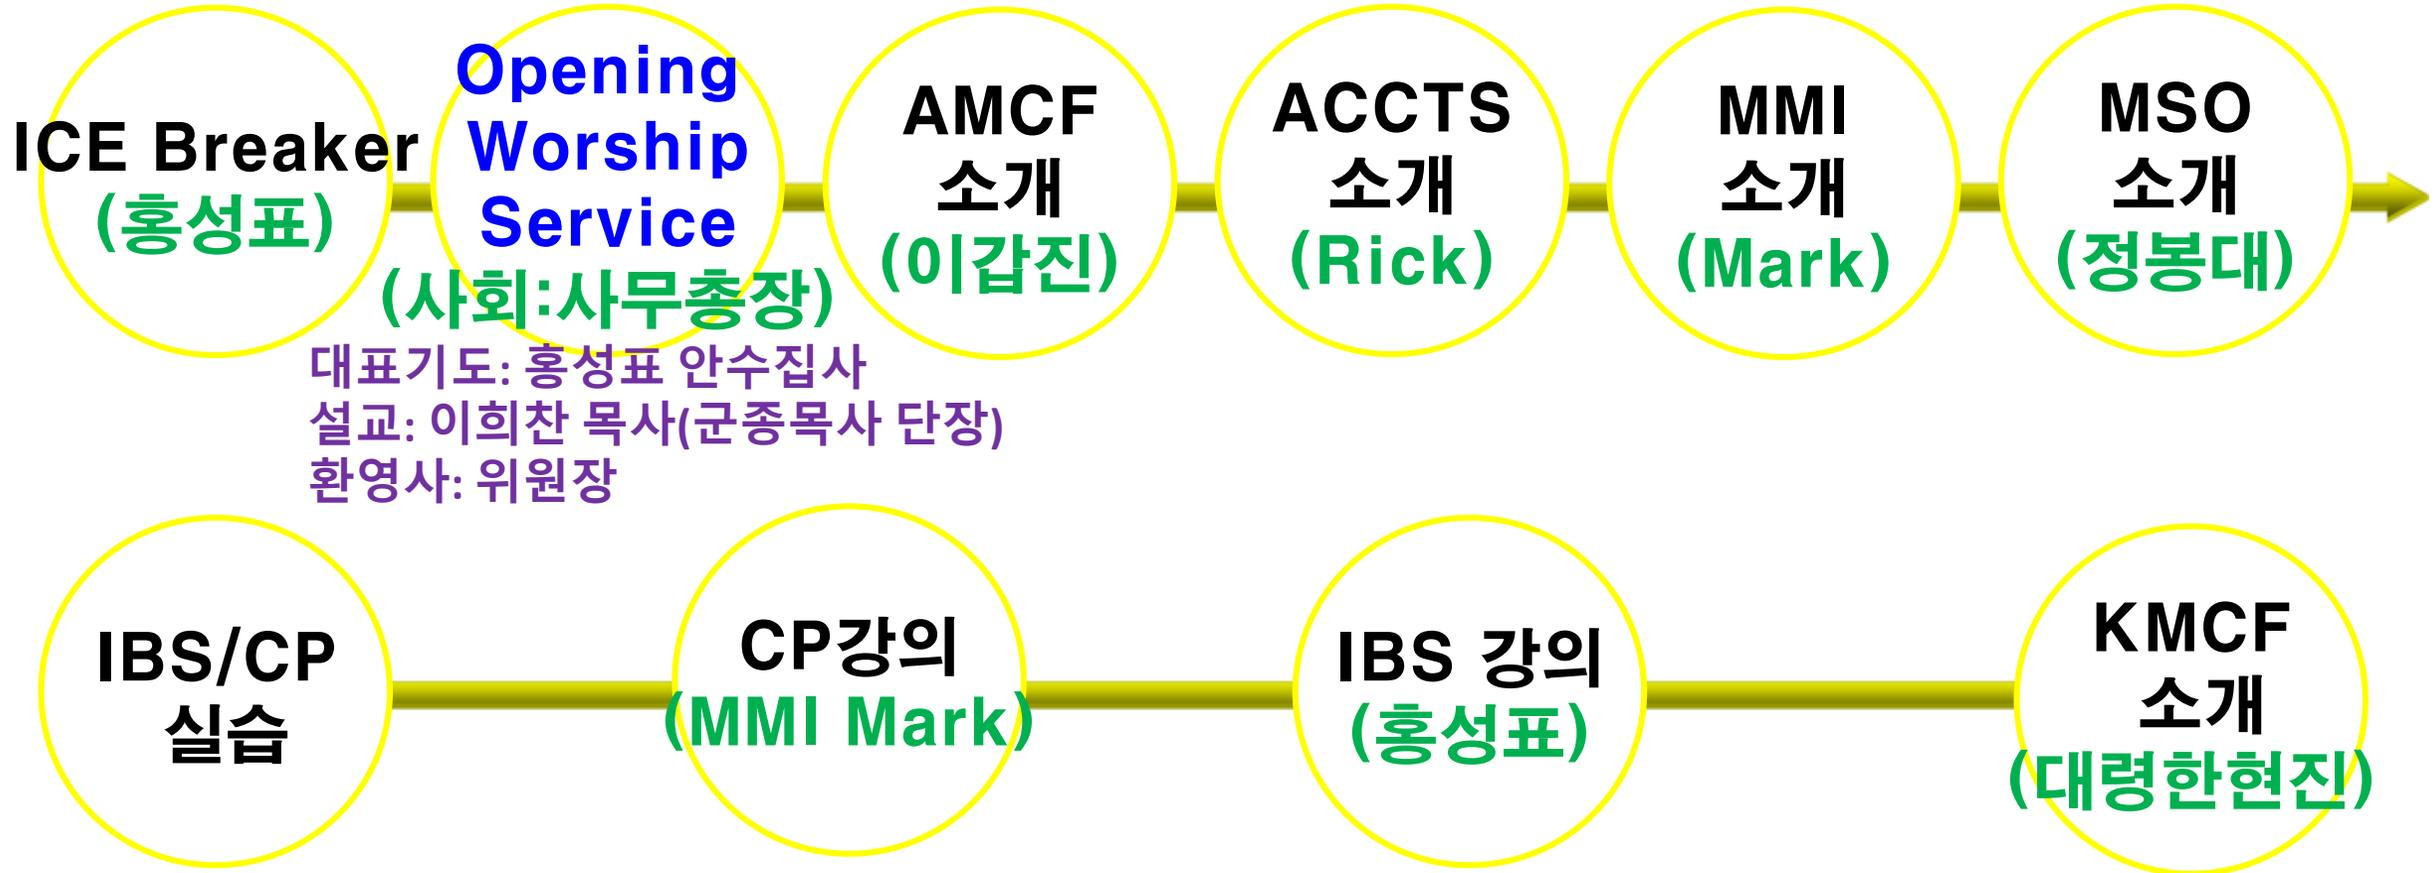 ICE Breaker
(홍성표)
Opening
Worship
Service
(사회:사무총장)
대표기도: 홍성표 안수집사
설교: 이희찬 목사(군종목사 단장)
환영사: 위원장
AMCF
소개
(이갑진)
ACCTS
소개
(Rick)
MMI
소개
(Mark)
MSO
소개
(정봉대)
IBS/CP
실습
CP강의
(MMI Mark)
IBS 강의
(홍성표)
KMCF
소개
(대령한현진)